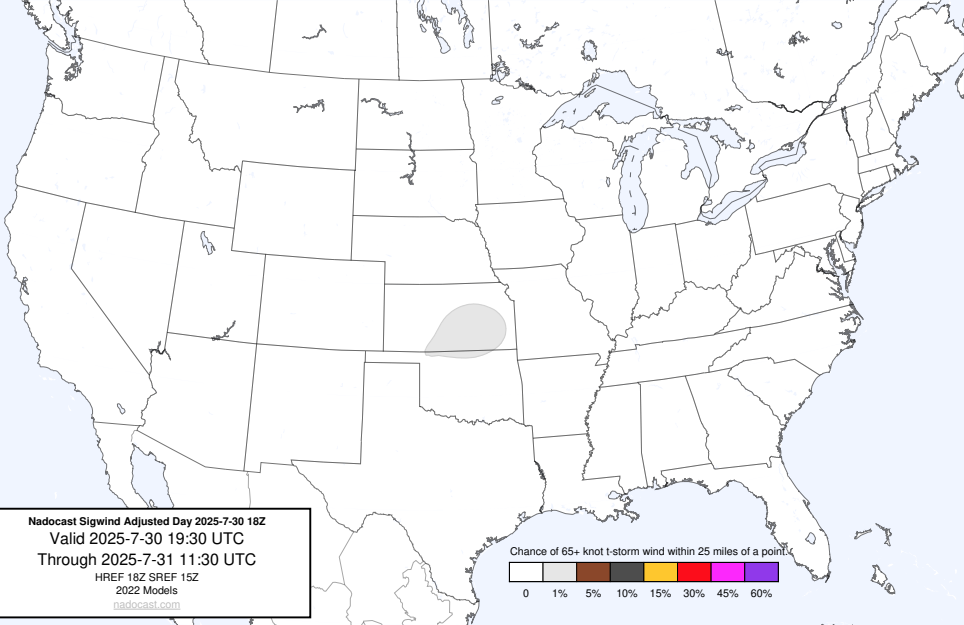 Nadocast Sigwind Adjusted Day 2025-7-30 18Z
Valid 2025-7-30 19:30 UTC
Through 2025-7-31 11:30 UTC
HREF 18Z SREF 15Z
2022 Models
nadocast.com
Chance of 65+ knot t-storm wind within 25 miles of a point.
0 1% 5% 10% 15% 30% 45% 60%